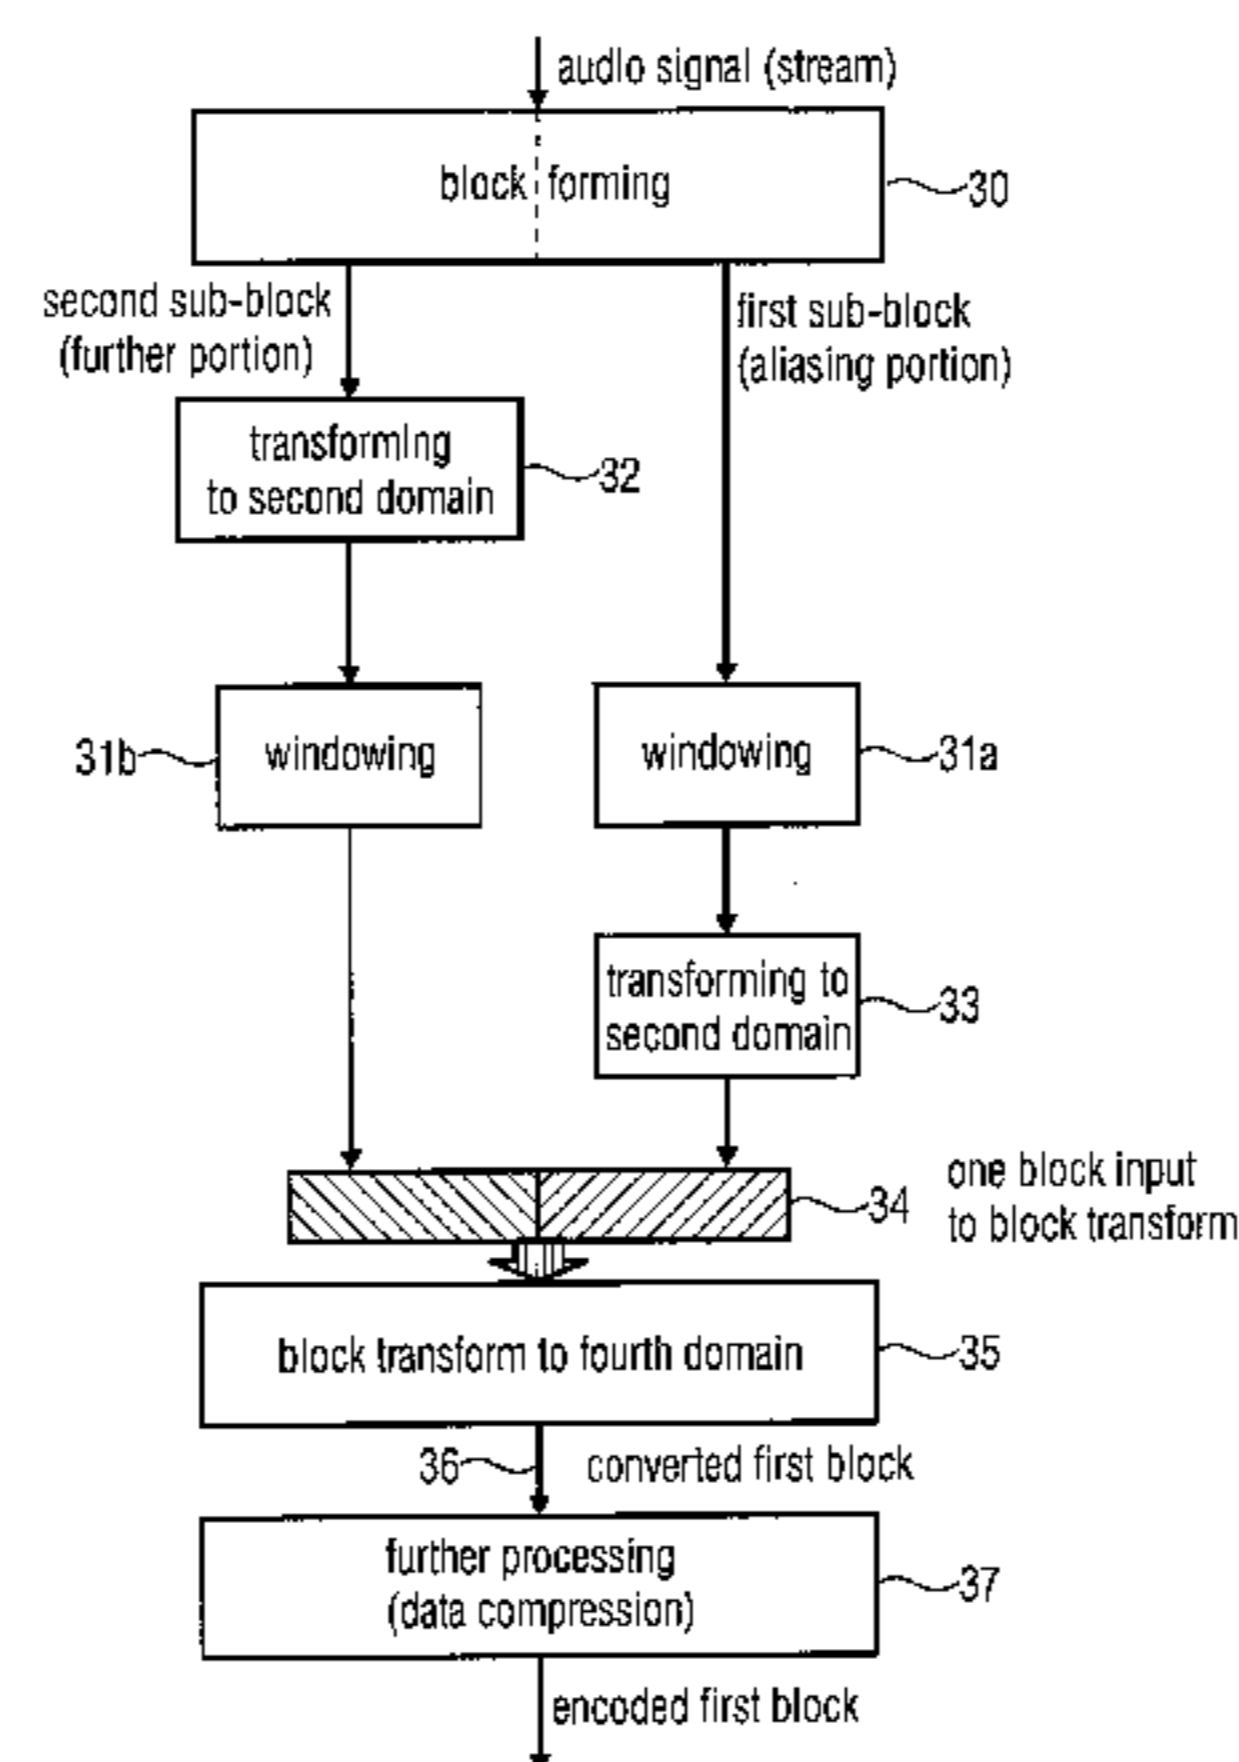 audio signal (stream)
block forming
30
second sub-block
(further portion)
first sub-block
(aliasing portion)
transforming
to second domain
32
31b
windowing
windowing
31a
transforming to
second domain
33
34
one block input
to block transform
block transform to fourth domain
35
36
converted first block
further processing
(data compression)
37
encoded first block